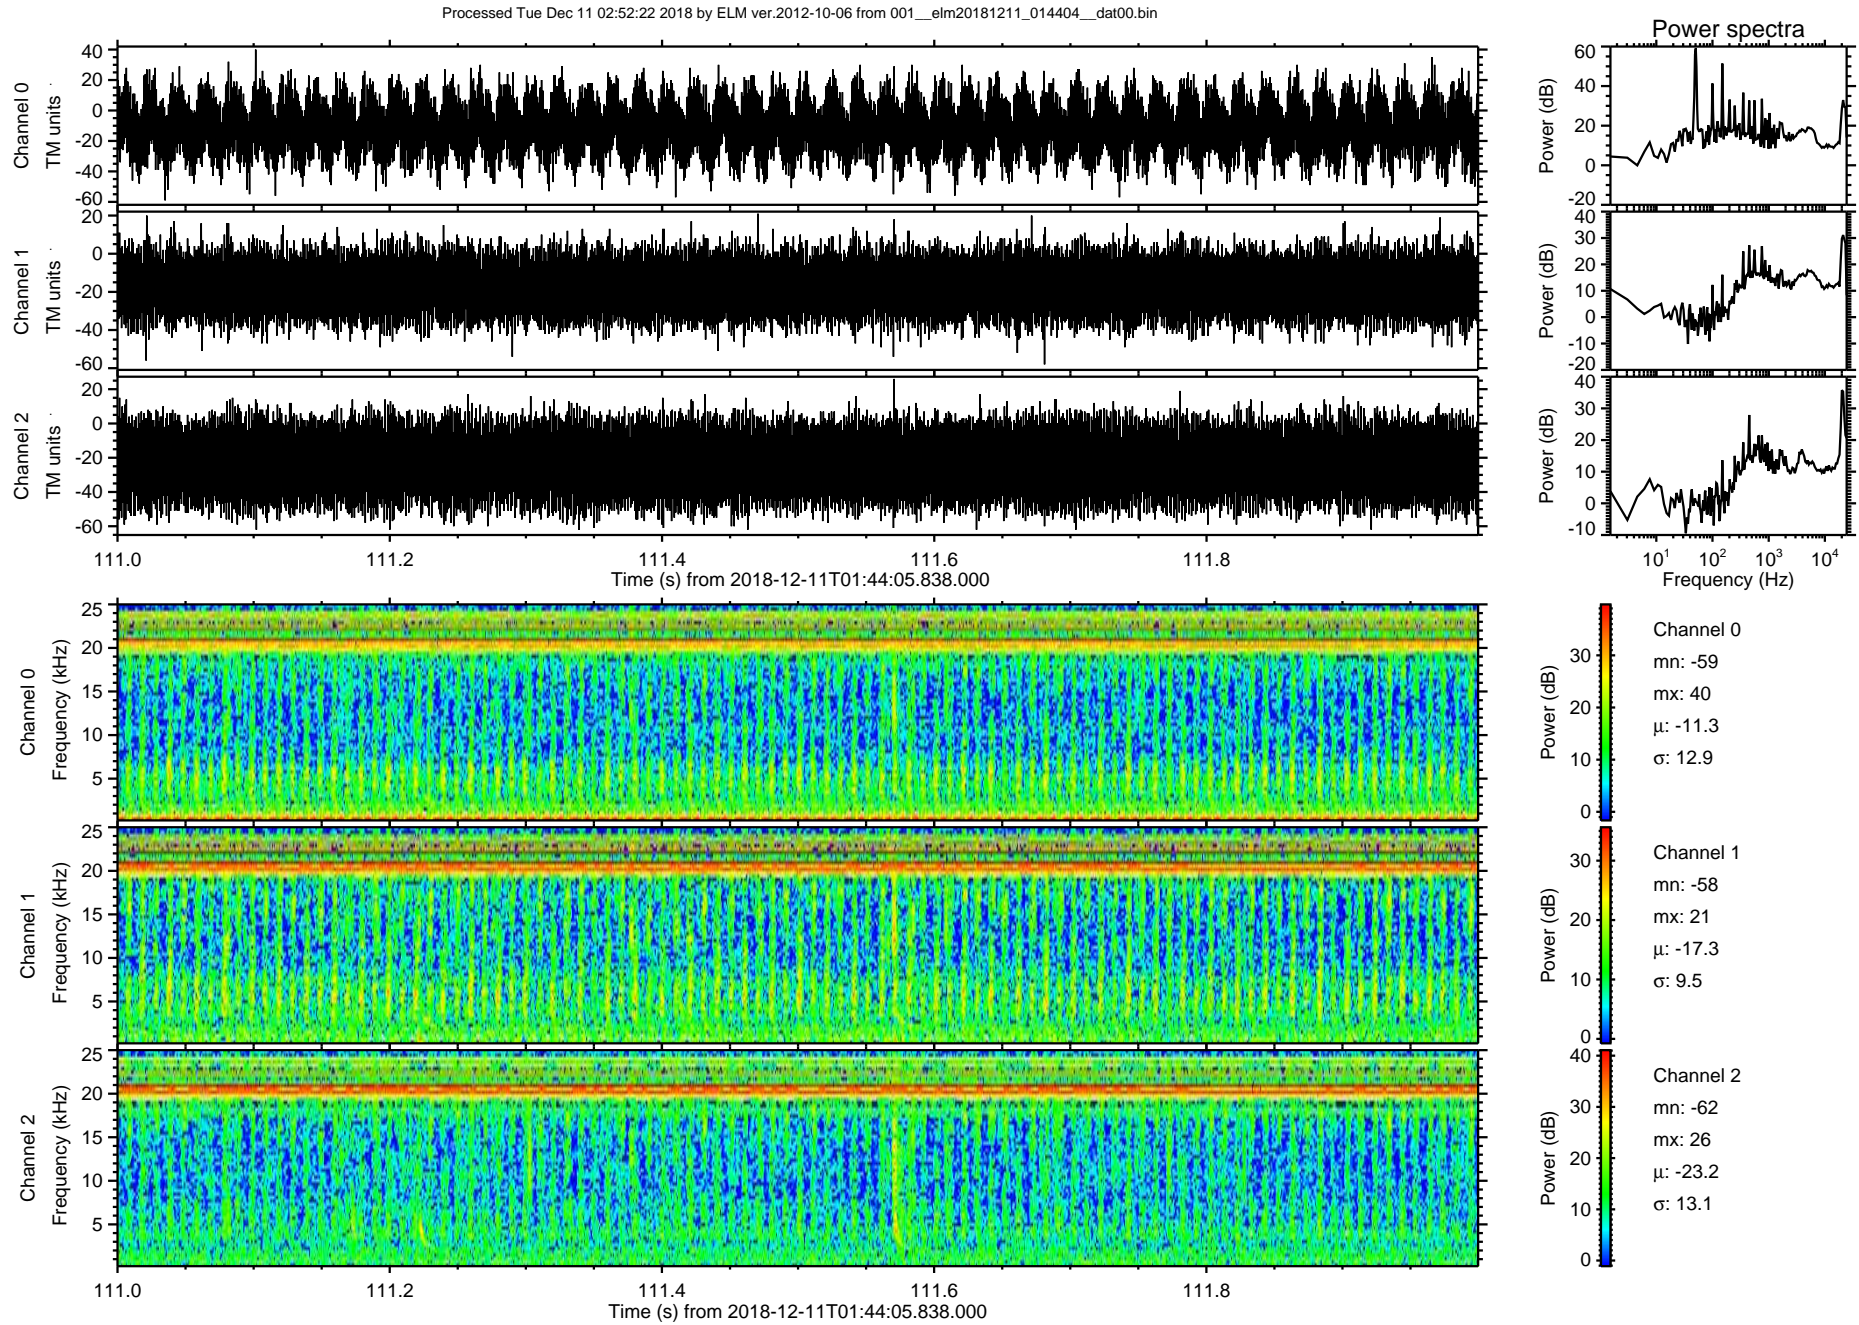 Processed Tue Dec 11 02:52:22 2018 by ELM ver.2012-10-06 from 001__elm20181211_014404__dat00.bin
Power spectra
Channel 0
TM units
40
20
0
-20
-40
-60
Power (dB)
60
40
20
0
-20
Channel 1
TM units
20
0
-20
-40
-60
Power (dB)
40
30
20
10
0
-10
-20
Channel 2
TM units
20
0
-20
-40
-60
Power (dB)
40
30
20
10
0
-10
111.0 111.2 111.4 111.6 111.8
Time (s) from 2018-12-11T01:44:05.838.000
10¹ 10² 10³ 10⁴
Frequency (Hz)
Channel 0
Frequency (kHz)
25
20
15
10
5
Power (dB)
30
20
10
0
Channel 0
mn: -59
mx: 40
μ: -11.3
σ: 12.9
Channel 1
Frequency (kHz)
25
20
15
10
5
Power (dB)
30
20
10
0
Channel 1
mn: -58
mx: 21
μ: -17.3
σ: 9.5
Channel 2
Frequency (kHz)
25
20
15
10
5
Power (dB)
40
30
20
10
0
Channel 2
mn: -62
mx: 26
μ: -23.2
σ: 13.1
111.0 111.2 111.4 111.6 111.8
Time (s) from 2018-12-11T01:44:05.838.000